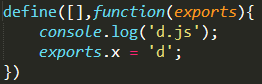 define([],function(exports){
    console.log('d.js');
    exports.x = 'd';
})